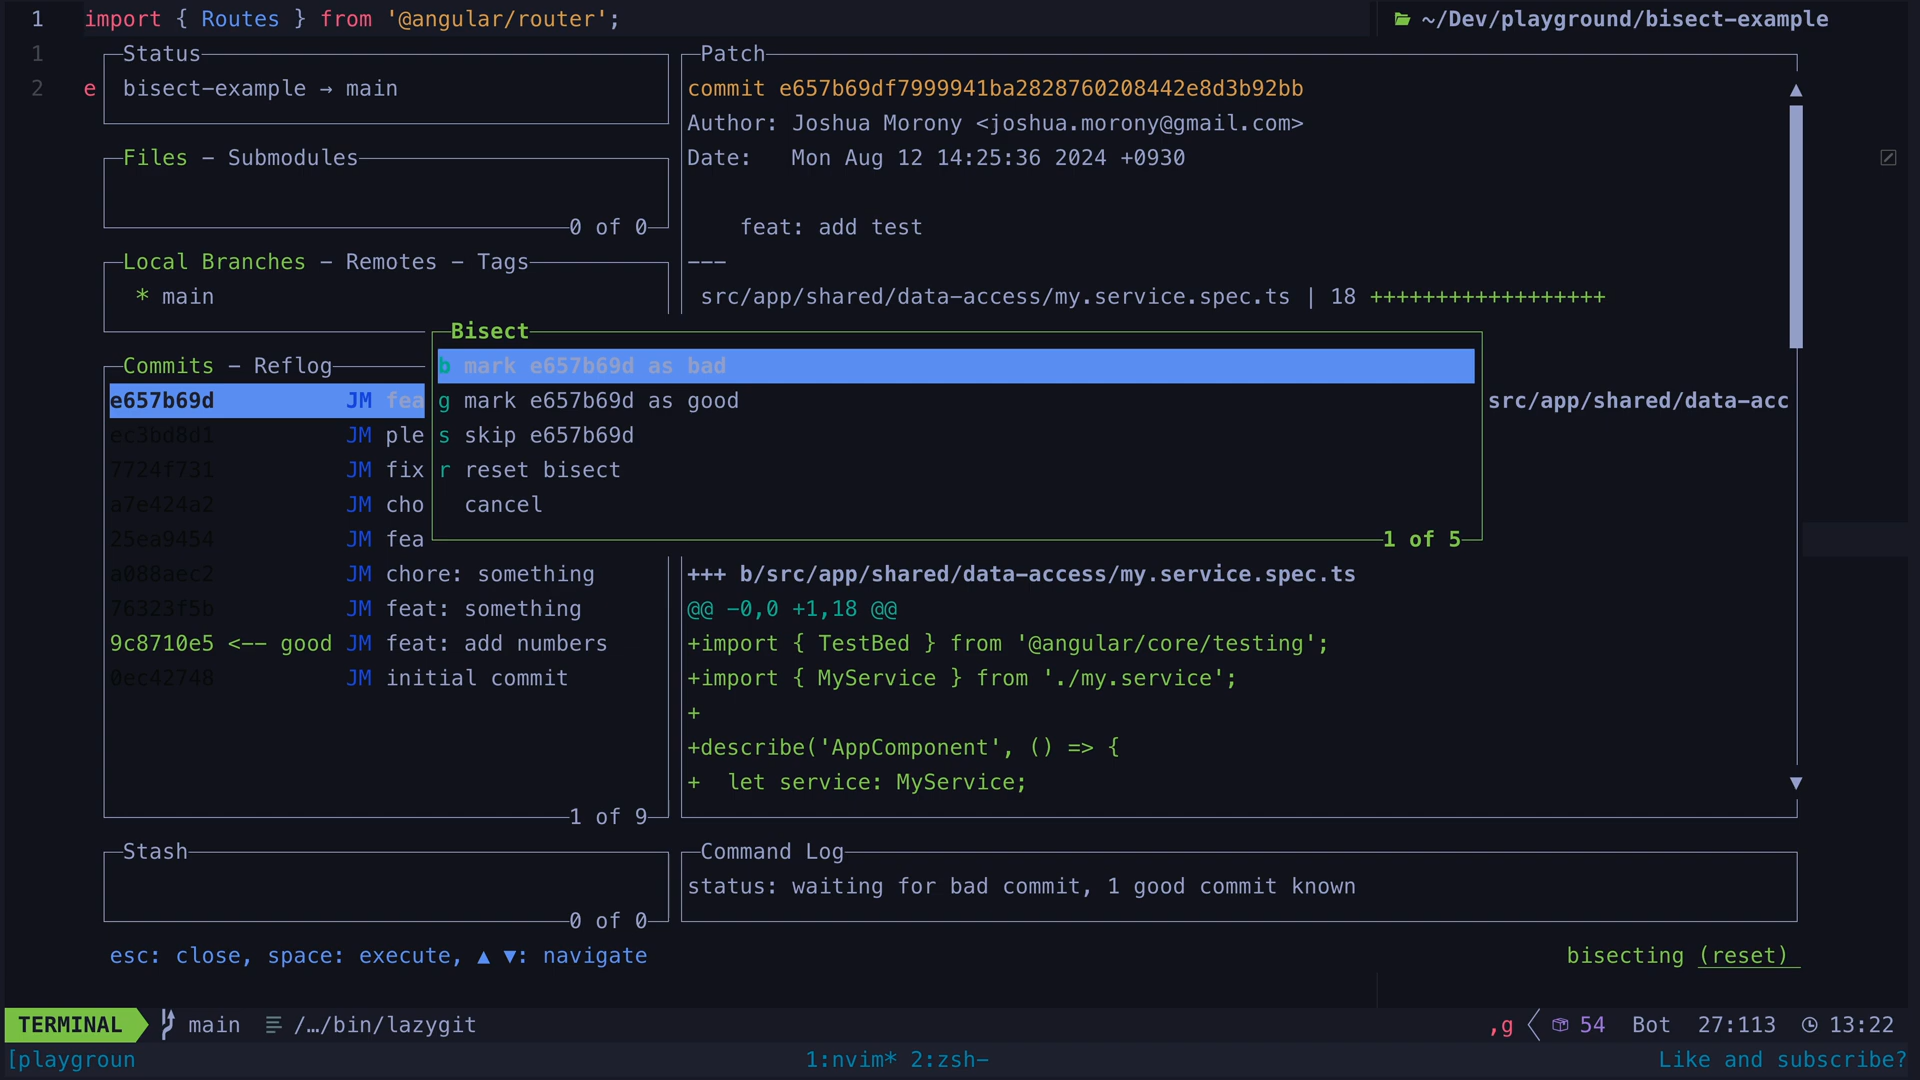 1 import { Routes } from '@angular/router';
~/Dev/playground/bisect-example
1
2 e
Status
bisect-example → main
Files - Submodules
0 of 0
Local Branches - Remotes - Tags
* main
Commits - Reflog
e657b69d JM fea
ec3bd8d1 JM ple
7724f731 JM fix
a7e424a2 JM cho
25ea9454 JM fea
a088aec2 JM chore: something
76323f5b JM feat: something
9c8710e5 <-- good JM feat: add numbers
0ec42748 JM initial commit
1 of 9
Stash
0 of 0
Patch
commit e657b69df7999941ba2828760208442e8d3b92bb
Author: Joshua Morony <joshua.morony@gmail.com>
Date: Mon Aug 12 14:25:36 2024 +0930
feat: add test
---
src/app/shared/data-access/my.service.spec.ts | 18 ++++++++++++++++++
Bisect
b mark e657b69d as bad
g mark e657b69d as good
s skip e657b69d
r reset bisect
cancel
1 of 5
src/app/shared/data-acc
+++ b/src/app/shared/data-access/my.service.spec.ts
@@ -0,0 +1,18 @@
+import { TestBed } from '@angular/core/testing';
+import { MyService } from './my.service';
+
+describe('AppComponent', () => {
+  let service: MyService;
Command Log
status: waiting for bad commit, 1 good commit known
esc: close, space: execute, ▲ ▼: navigate
bisecting (reset)
TERMINAL main /…/bin/lazygit
,g 54 Bot 27:113 13:22
[playgroun 1:nvim* 2:zsh- Like and subscribe?